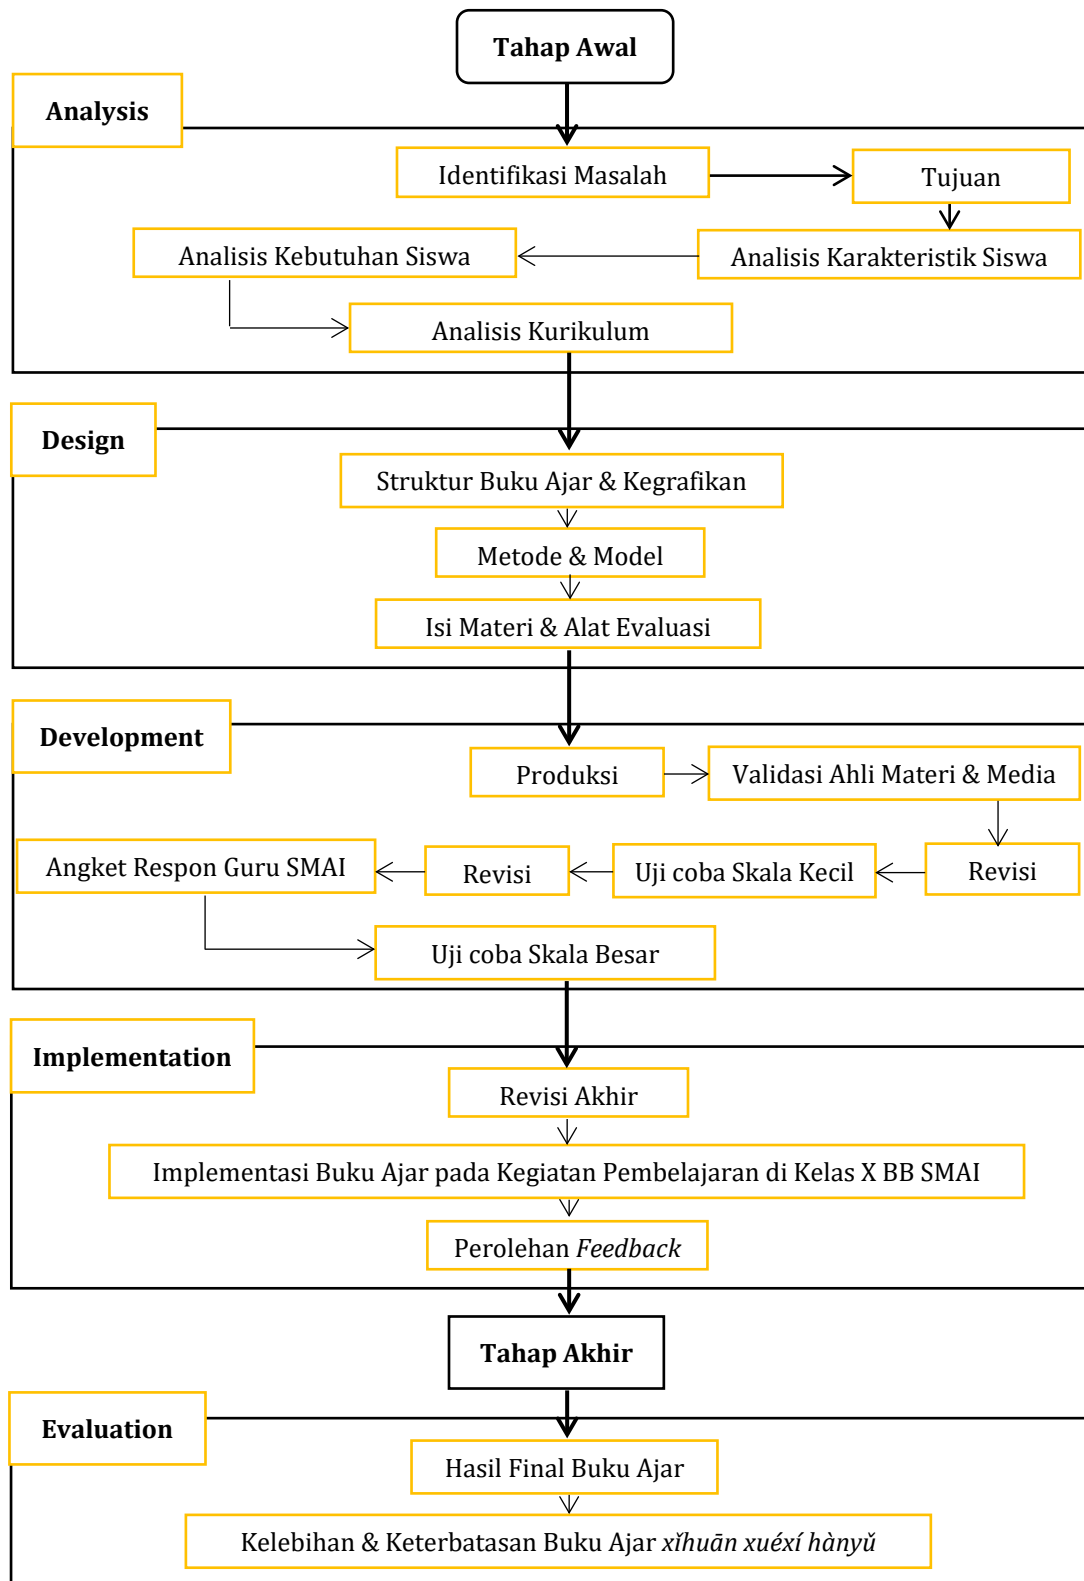 Tahap Awal
Analysis
Identifikasi Masalah
Tujuan
Analisis Karakteristik Siswa
Analisis Kebutuhan Siswa
Analisis Kurikulum
Design
Struktur Buku Ajar & Kegrafikan
Metode & Model
Isi Materi & Alat Evaluasi
Development
Produksi
Validasi Ahli Materi & Media
Revisi
Uji coba Skala Kecil
Revisi
Angket Respon Guru SMAI
Uji coba Skala Besar
Implementation
Revisi Akhir
Implementasi Buku Ajar pada Kegiatan Pembelajaran di Kelas X BB SMAI
Perolehan Feedback
Tahap Akhir
Evaluation
Hasil Final Buku Ajar
Kelebihan & Keterbatasan Buku Ajar xǐhuān xuéxí hànyǔ